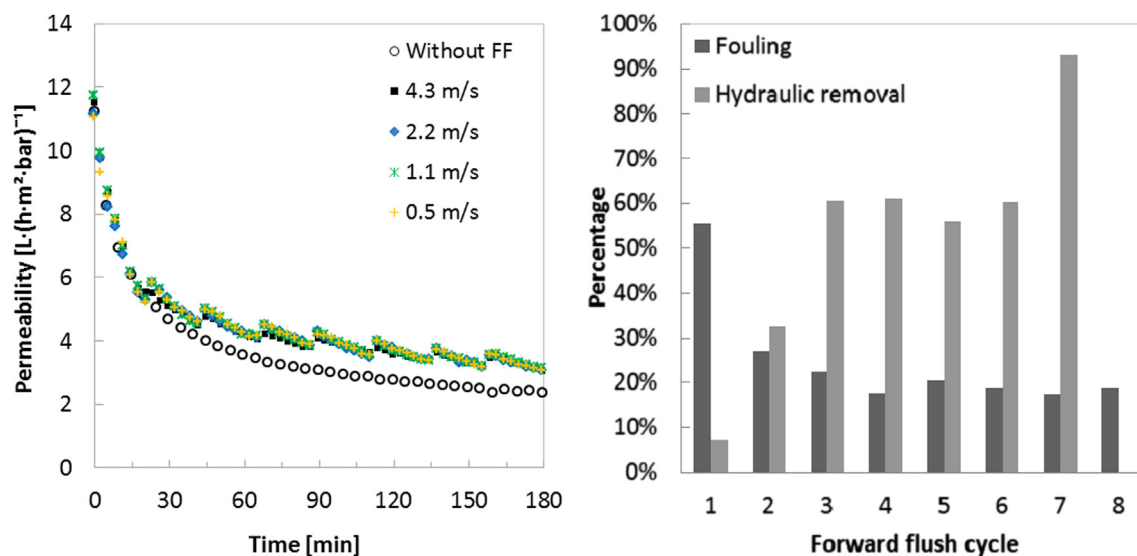 14
12
10
8
6
4
2
0
Permeability [L·(h·m²·bar)⁻¹]
Without FF
4.3 m/s
2.2 m/s
1.1 m/s
0.5 m/s
0 30 60 90 120 150 180
Time [min]
100%
90%
80%
70%
60%
50%
40%
30%
20%
10%
0%
Percentage
Fouling
Hydraulic removal
1 2 3 4 5 6 7 8
Forward flush cycle